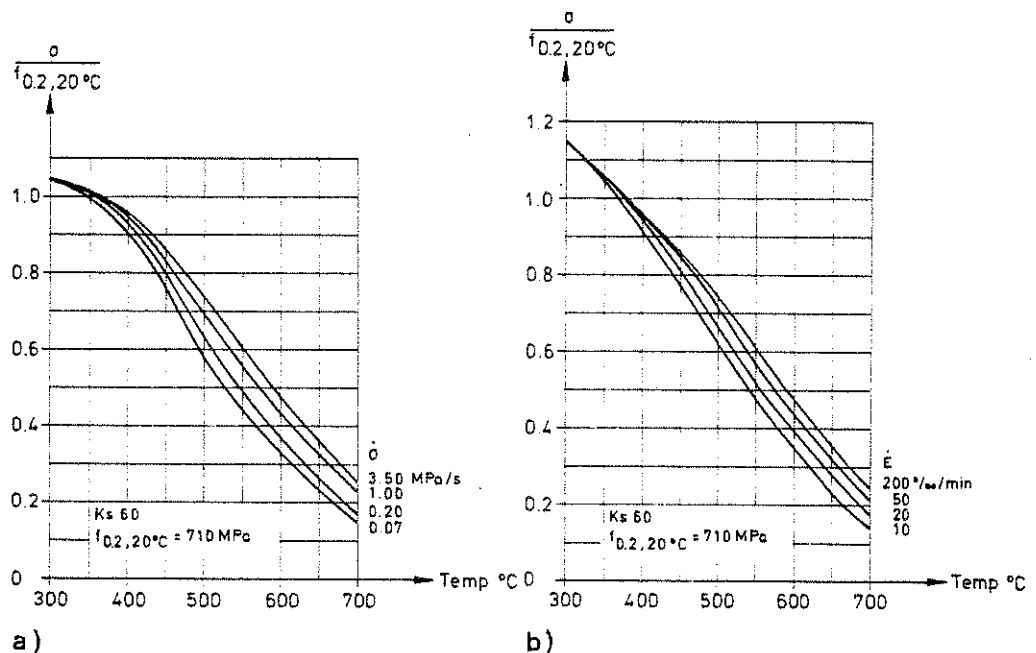 σ
f0.2, 20 °C
1.0
0.8
0.6
0.4
0.2
0
σ̇
3.50 MPa/s
1.00
0.20
0.07
Ks 60
f0.2, 20°C = 710 MPa
300 400 500 600 700
Temp °C
a)
σ
f0.2, 20 °C
1.2
1.0
0.8
0.6
0.4
0.2
0
Ė
200 °/oo/min
50
20
10
Ks 60
f0.2, 20°C = 710 MPa
300 400 500 600 700
Temp °C
b)